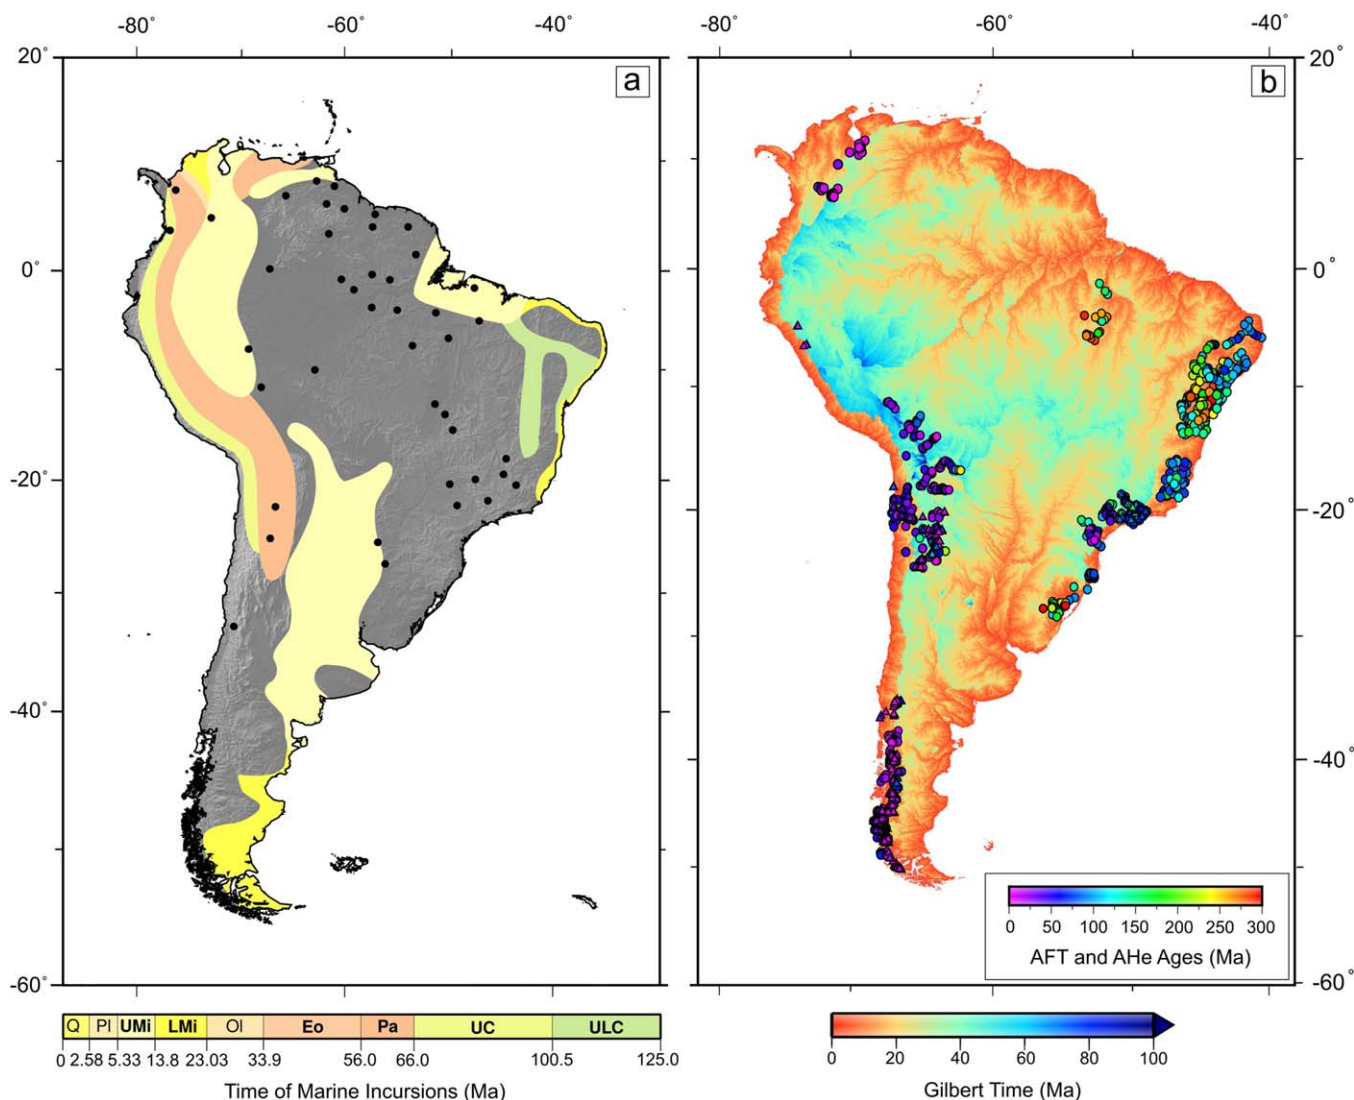 -80° -60° -40° -80° -60° -40°
20° a b 20°
0° 0°
-20° -20°
-40° -40°
0 50 100 150 200 250 300
AFT and AHe Ages (Ma)
-60° -60°
Q Pl UMi LMi Ol Eo Pa UC ULC
0 2.58 5.33 13.8 23.03 33.9 56.0 66.0 100.5 125.0
0 20 40 60 80 100
Time of Marine Incursions (Ma) Gilbert Time (Ma)